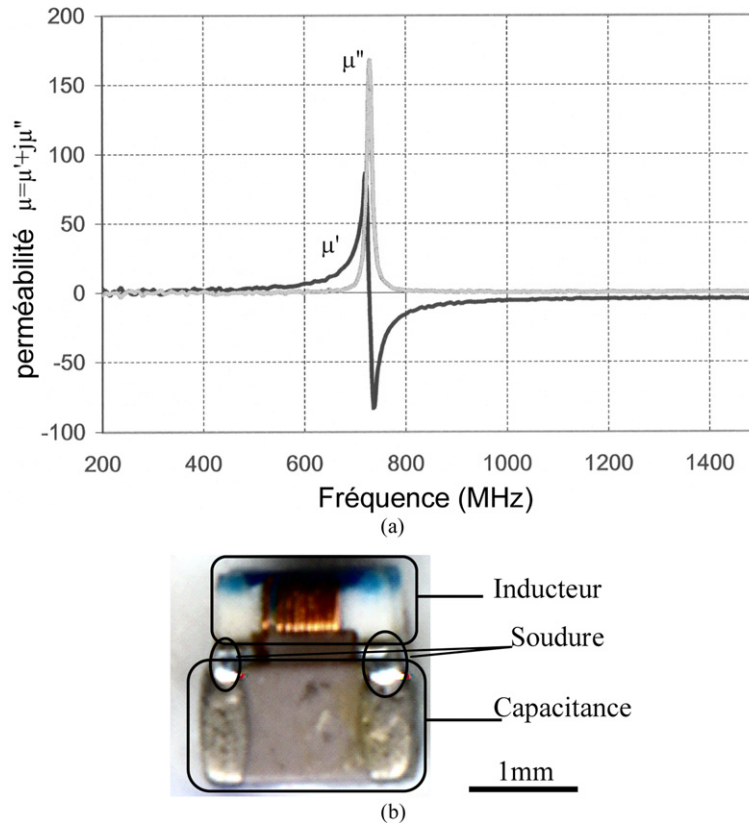 200
150
100
50
0
-50
-100
perméabilité μ=μ'+jμ"
μ"
μ'
200 400 600 800 1000 1200 1400
Fréquence (MHz)
(a)
Inducteur
Soudure
Capacitance
1mm
(b)